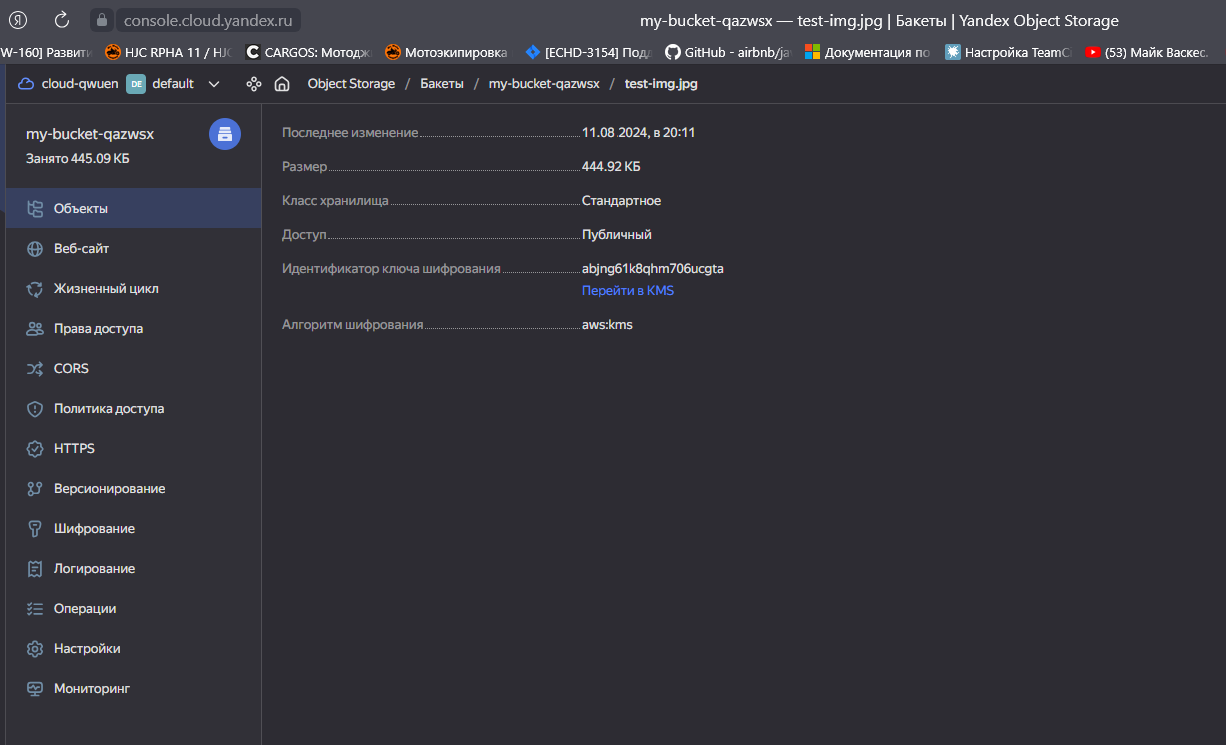 console.cloud.yandex.ru
my-bucket-qazwsx — test-img.jpg | Бакеты | Yandex Object Storage
W-160] Развити HJC RPHA 11 / HJC CARGOS: Мотодж Мотоэкипировка [ECHD-3154] Под GitHub - airbnb/ja Документация по Настройка TeamCi (53) Майк Васкес.
cloud-qwuen DE default Object Storage / Бакеты / my-bucket-qazwsx / test-img.jpg
my-bucket-qazwsx
Занято 445.09 КБ
Объекты
Веб-сайт
Жизненный цикл
Права доступа
CORS
Политика доступа
HTTPS
Версионирование
Шифрование
Логирование
Операции
Настройки
Мониторинг
Последнее изменение 11.08.2024, в 20:11
Размер 444.92 КБ
Класс хранилища Стандартное
Доступ Публичный
Идентификатор ключа шифрования abjng61k8qhm706ucgta
Перейти в KMS
Алгоритм шифрования aws:kms